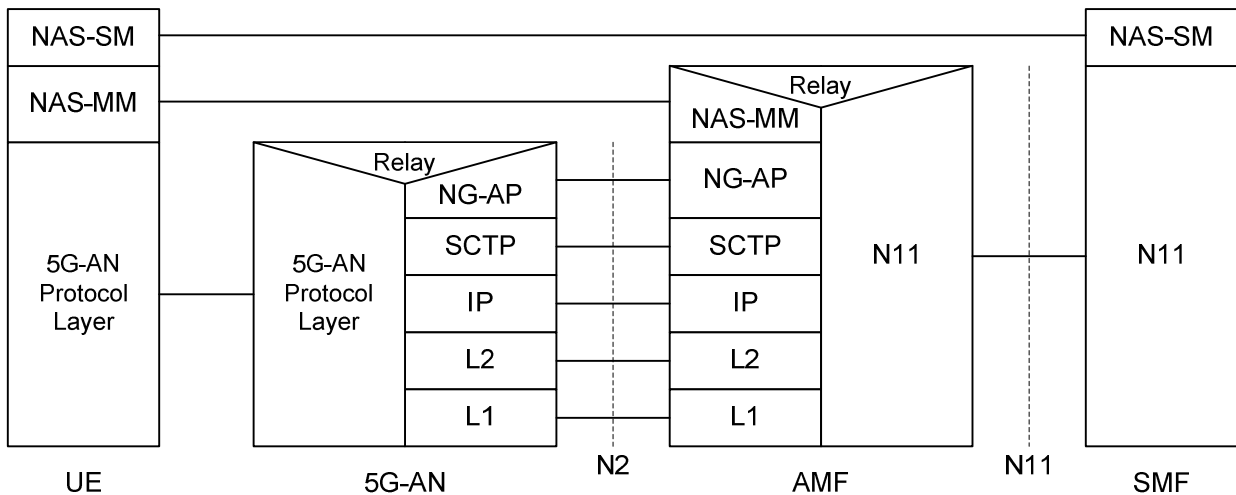 NAS-SM
NAS-SM
NAS-MM
Relay
NAS-MM
Relay
NG-AP
NG-AP
SCTP
SCTP
N11
N11
5G-AN
Protocol
Layer
5G-AN
Protocol
Layer
IP
IP
L2
L2
L1
L1
N2
N11
UE
5G-AN
AMF
SMF